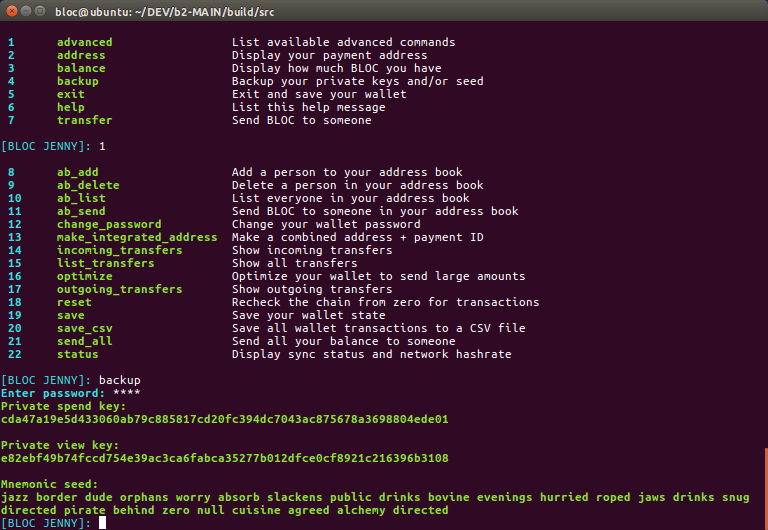 bloc@ubuntu: ~/DEV/b2-MAIN/build/src
1 advanced List available advanced commands
2 address Display your payment address
3 balance Display how much BLOC you have
4 backup Backup your private keys and/or seed
5 exit Exit and save your wallet
6 help List this help message
7 transfer Send BLOC to someone
[BLOC JENNY]: 1
8 ab_add Add a person to your address book
9 ab_delete Delete a person in your address book
10 ab_list List everyone in your address book
11 ab_send Send BLOC to someone in your address book
12 change_password Change your wallet password
13 make_integrated_address Make a combined address + payment ID
14 incoming_transfers Show incoming transfers
15 list_transfers Show all transfers
16 optimize Optimize your wallet to send large amounts
17 outgoing_transfers Show outgoing transfers
18 reset Recheck the chain from zero for transactions
19 save Save your wallet state
20 save_csv Save all wallet transactions to a CSV file
21 send_all Send all your balance to someone
22 status Display sync status and network hashrate
[BLOC JENNY]: backup
Enter password: ****
Private spend key:
cda47a19e5d433060ab79c885817cd20fc394dc7043ac875678a3698804ede01
Private view key:
e82ebf49b74fccd754e39ac3ca6fabca35277b012dfce0cf8921c216396b3108
Mnemonic seed:
jazz border dude orphans worry absorb slackens public drinks bovine evenings hurried roped jaws drinks snug
directed pirate behind zero null cuisine agreed alchemy directed
[BLOC JENNY]: